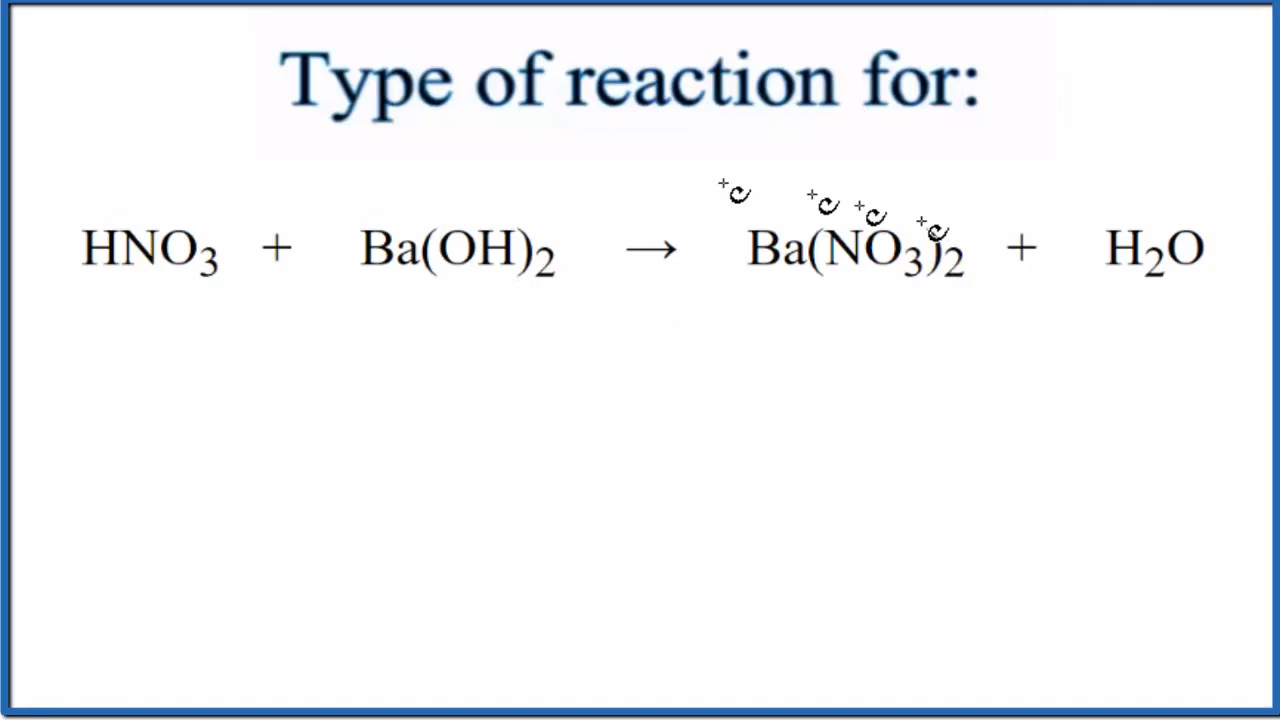 Type of reaction for:
HNO₃ + Ba(OH)₂ → Ba(NO₃)₂ + H₂O